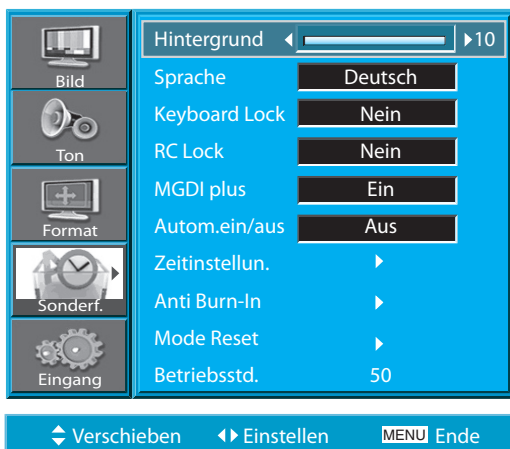 Bild
Ton
Format
Sonderf.
Eingang
Hintergrund 10
Sprache Deutsch
Keyboard Lock Nein
RC Lock Nein
MGDI plus Ein
Autom.ein/aus Aus
Zeitinstellun.
Anti Burn-In
Mode Reset
Betriebsstd. 50
Verschieben Einstellen MENU Ende